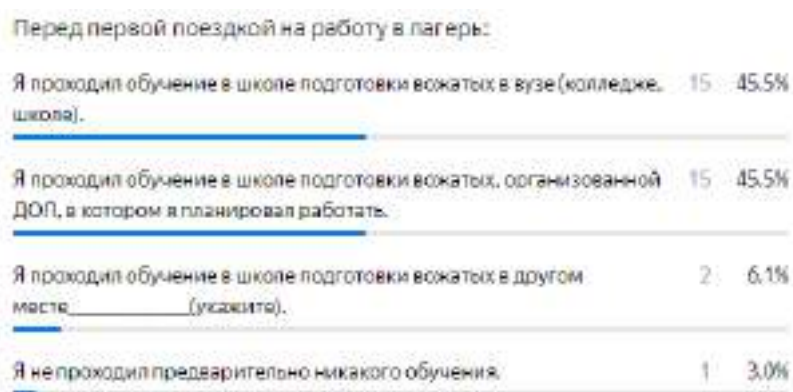 Перед первой поездкой на работу в лагерь:
Я проходил обучение в школе подготовки вожатых в вузе (колледже, 15 45.5%
школе).
Я проходил обучение в школе подготовки вожатых, организованной 15 45.5%
ДОЛ, в котором я планировал работать.
Я проходил обучение в школе подготовки вожатых в другом 2 6.1%
месте____________(укажите).
Я не проходил предварительно никакого обучения. 1 3.0%